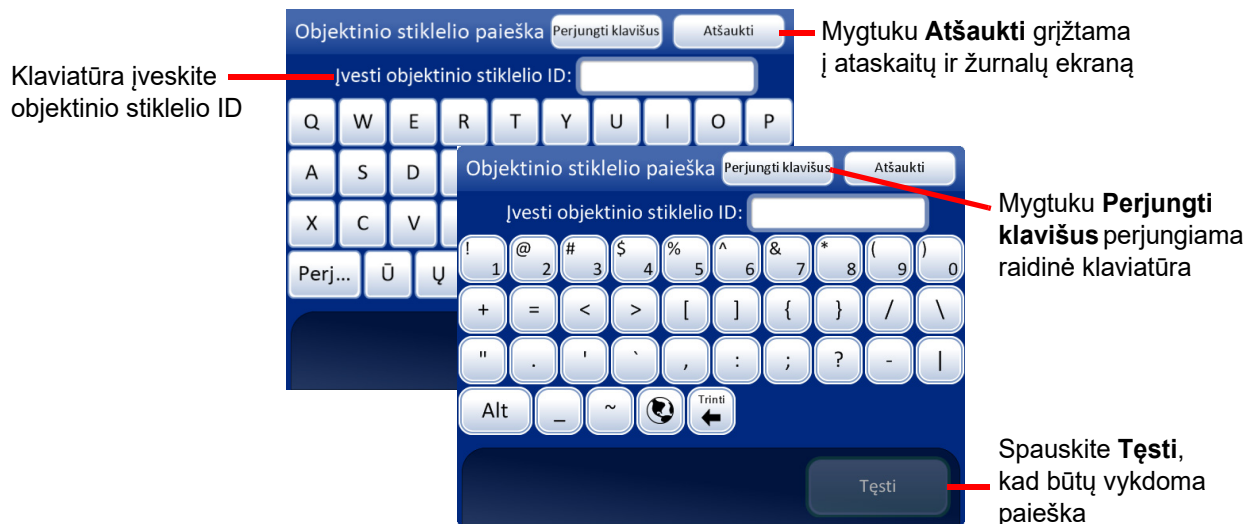 Objektinio stiklelio paieška Perjungti klavišus Atšaukti
Mygtuku Atšaukti grįžtama
į ataskaitų ir žurnalų ekraną
Klaviatūra įveskite
objektinio stiklelio ID
Įvesti objektinio stiklelio ID:
Q W E R T Y U I O P
A S D
X C V
Perj... Ū Ų
Objektinio stiklelio paieška Perjungti klavišus Atšaukti
Įvesti objektinio stiklelio ID:
! 1 @ 2 # 3 $ 4 % 5 ^ 6 & 7 * 8 ( 9 ) 0
+ = < > [ ] { } / \
" . ' ` , : ; ? - |
Alt _ ~ Trinti
Tęsti
Mygtuku Perjungti
klavišus perjungiama
raidinė klaviatūra
Spauskite Tęsti,
kad būtų vykdoma
paieška